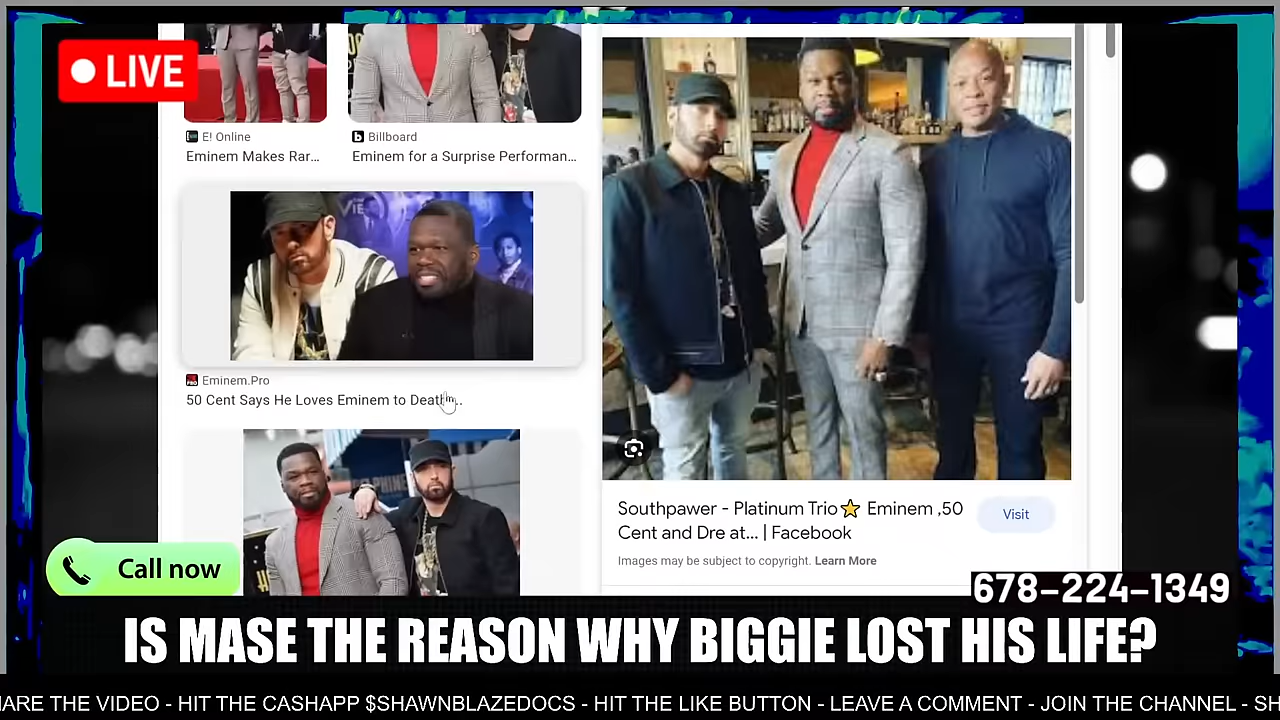 LIVE
E! Online
Eminem Makes Rar...
Billboard
Eminem for a Surprise Performan...
VIE
Eminem.Pro
50 Cent Says He Loves Eminem to Death...
Southpawer - Platinum Trio⭐ Eminem ,50
Cent and Dre at... | Facebook
Visit
Images may be subject to copyright. Learn More
Call now
678-224-1349
IS MASE THE REASON WHY BIGGIE LOST HIS LIFE?
ARE THE VIDEO - HIT THE CASHAPP $SHAWNBLAZEDOCS - HIT THE LIKE BUTTON - LEAVE A COMMENT - JOIN THE CHANNEL - SH